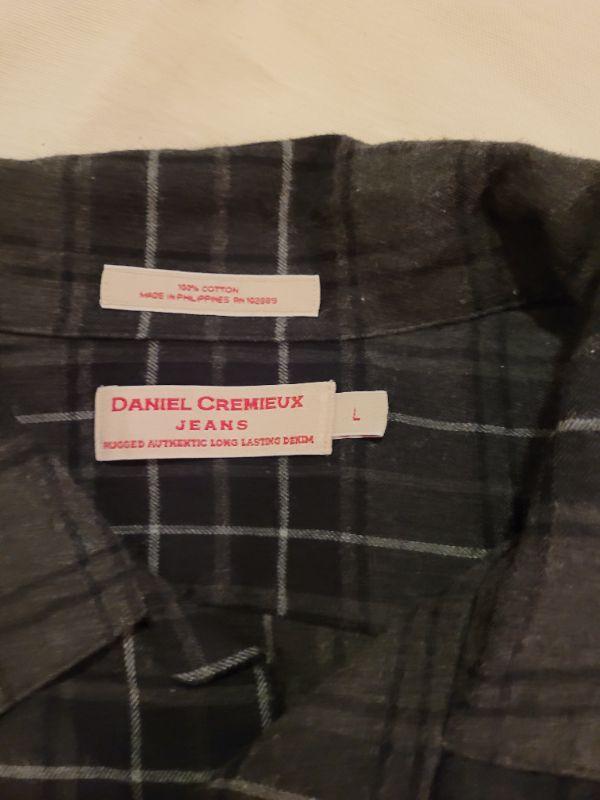 100% COTTON
MADE IN PHILIPPINES RN 102889
DANIEL CREMIEUX
JEANS
RUGGED AUTHENTIC LONG LASTING DENIM
L